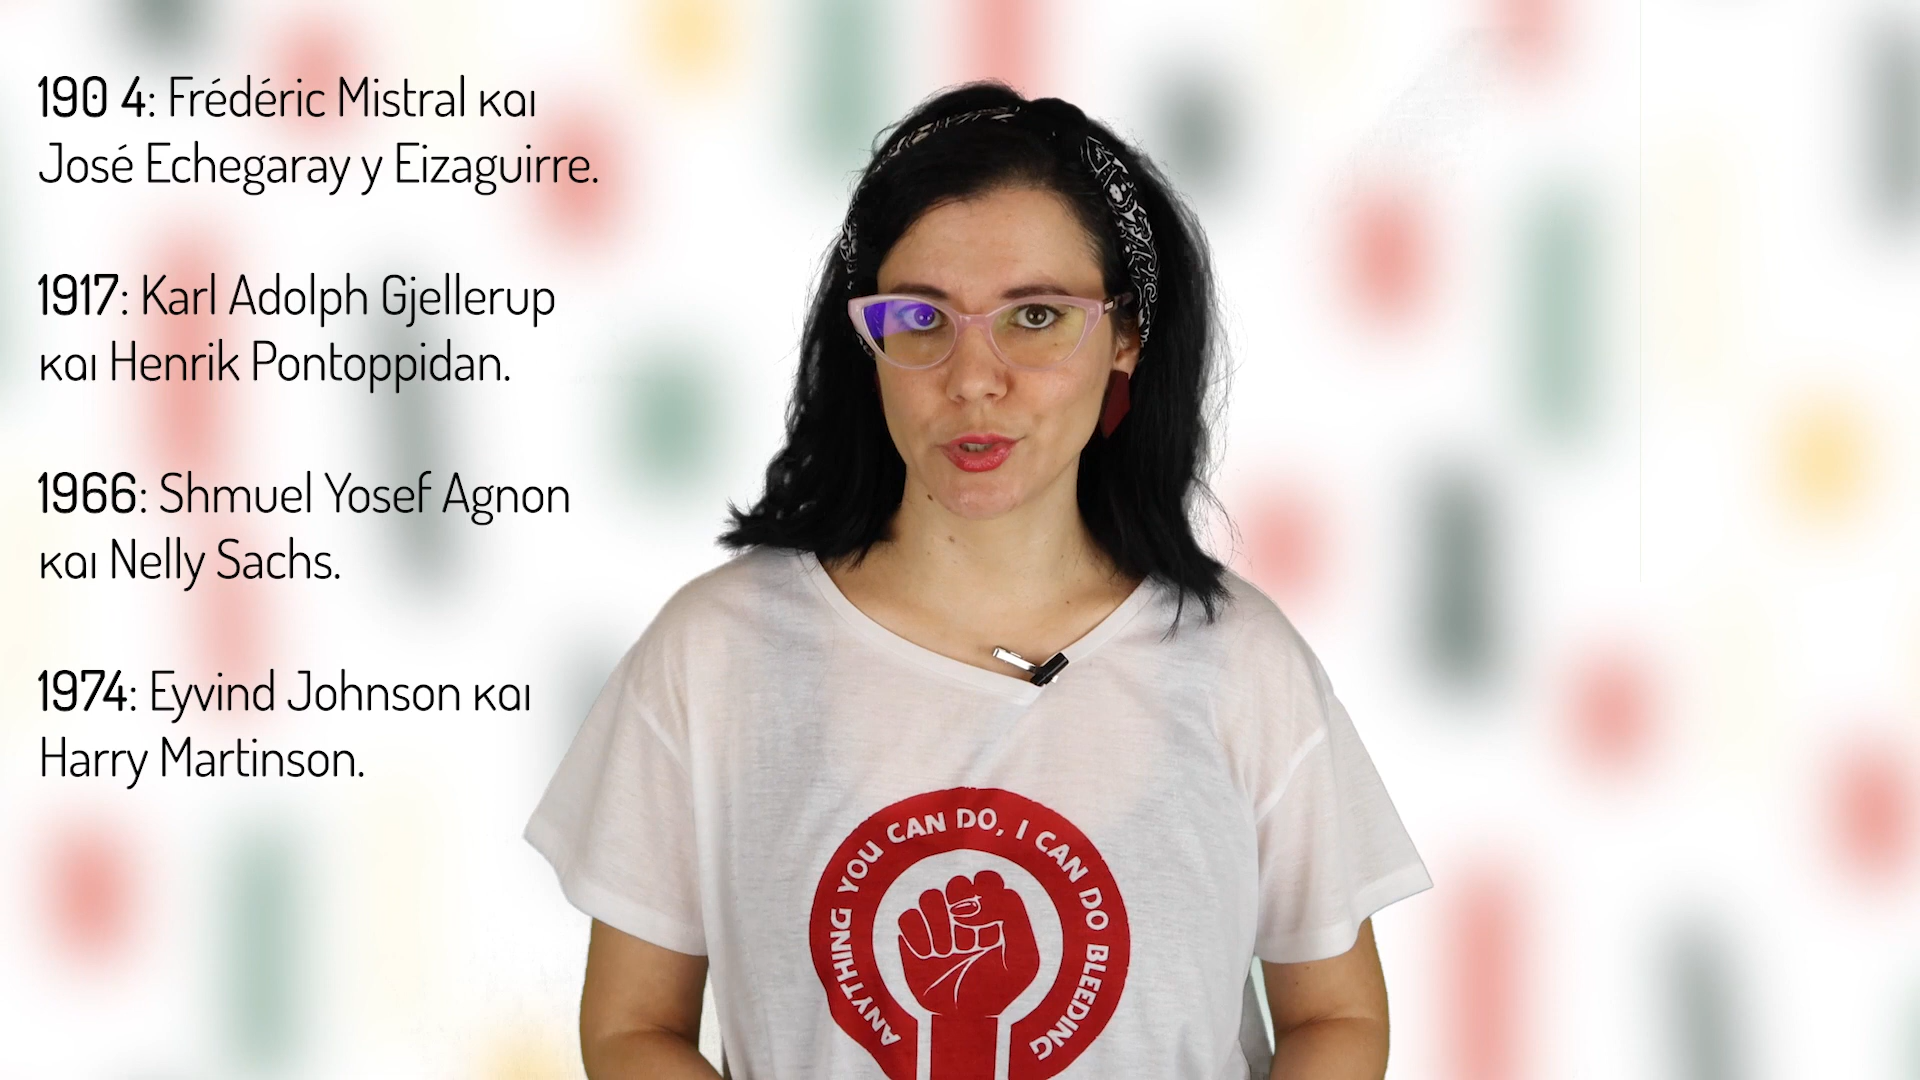 190 4: Frédéric Mistral και
José Echegaray y Eizaguirre.
1917: Karl Adolph Gjellerup
και Henrik Pontoppidan.
1966: Shmuel Yosef Agnon
και Nelly Sachs.
1974: Eyvind Johnson και
Harry Martinson.
ANYTHING YOU CAN DO, I CAN DO BLEEDING